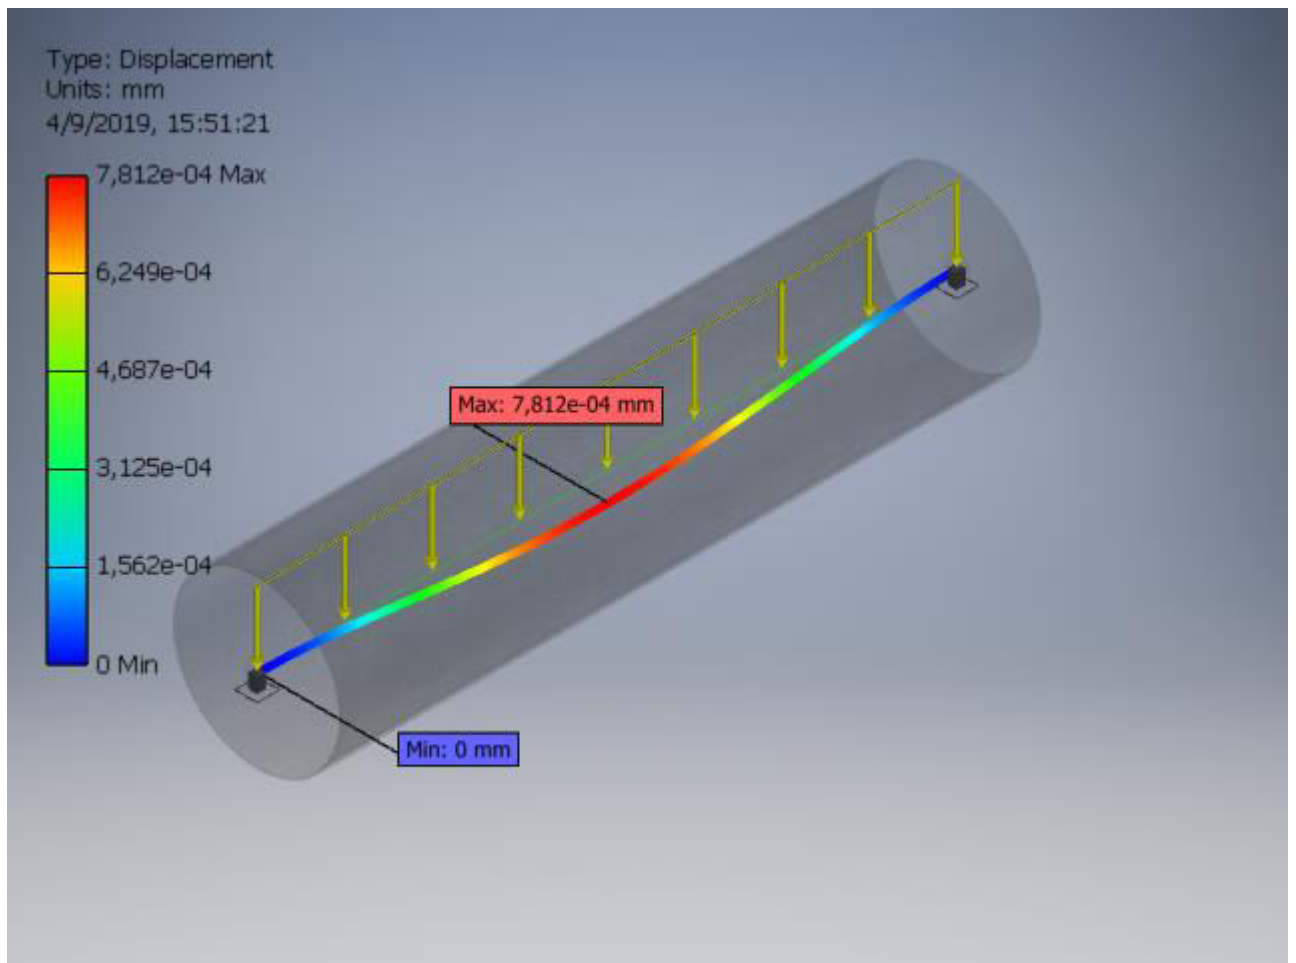 Type: Displacement
Units: mm
4/9/2019, 15:51:21
7,812e-04 Max
6,249e-04
4,687e-04
3,125e-04
1,562e-04
0 Min
Max: 7,812e-04 mm
Min: 0 mm